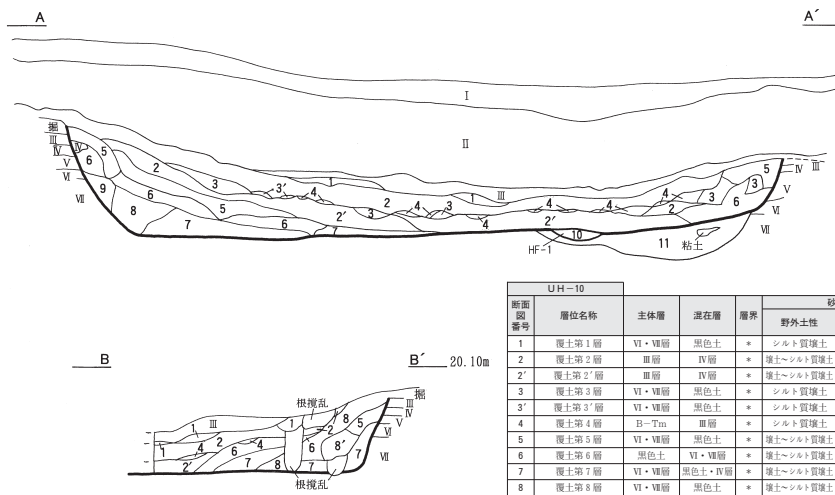 A A´
Ⅰ
Ⅱ
掘
Ⅲ
Ⅳ
Ⅴ
Ⅵ
Ⅶ
Ⅳ
6 5 2 3 3´ 4 1 2 Ⅲ 1 4 3 5 Ⅳ Ⅲ
9 6 5 2´ 3 4 3 4 4 4 2 6 Ⅴ
8 7 6 7 4 2´ Ⅵ
HF-1 10 11 粘土 Ⅶ
B B´ 20.10m
根撹乱 掘
Ⅲ
Ⅳ
Ⅴ
Ⅵ
Ⅶ
1 Ⅲ 1 2 8 5
1 2 4 6 6 8´
4 2´ 7 8 7 7
根撹乱
UH-10
断面図番号 層位名称 主体層 混在層 層界 砂
野外土性
1 覆土第1層 Ⅵ・Ⅶ層 黒色土 * シルト質壌土
2 覆土第2層 Ⅲ層 Ⅳ層 * 壌土~シルト質壌土
2´ 覆土第2´層 Ⅲ層 Ⅳ層 * 壌土~シルト質壌土
3 覆土第3層 Ⅵ・Ⅶ層 黒色土 * シルト質壌土
3´ 覆土第3´層 Ⅵ・Ⅶ層 黒色土 * シルト質壌土
4 覆土第4層 B-Tm Ⅲ層 * シルト質壌土
5 覆土第5層 Ⅵ・Ⅶ層 黒色土 * 壌土~シルト質壌土
6 覆土第6層 黒色土 Ⅵ・Ⅶ層 * 壌土~シルト質壌土
7 覆土第7層 Ⅵ・Ⅶ層 黒色土・Ⅳ層 * 壌土~シルト質壌土
8 覆土第8層 Ⅵ・Ⅶ層 黒色土 * 壌土~シルト質壌土